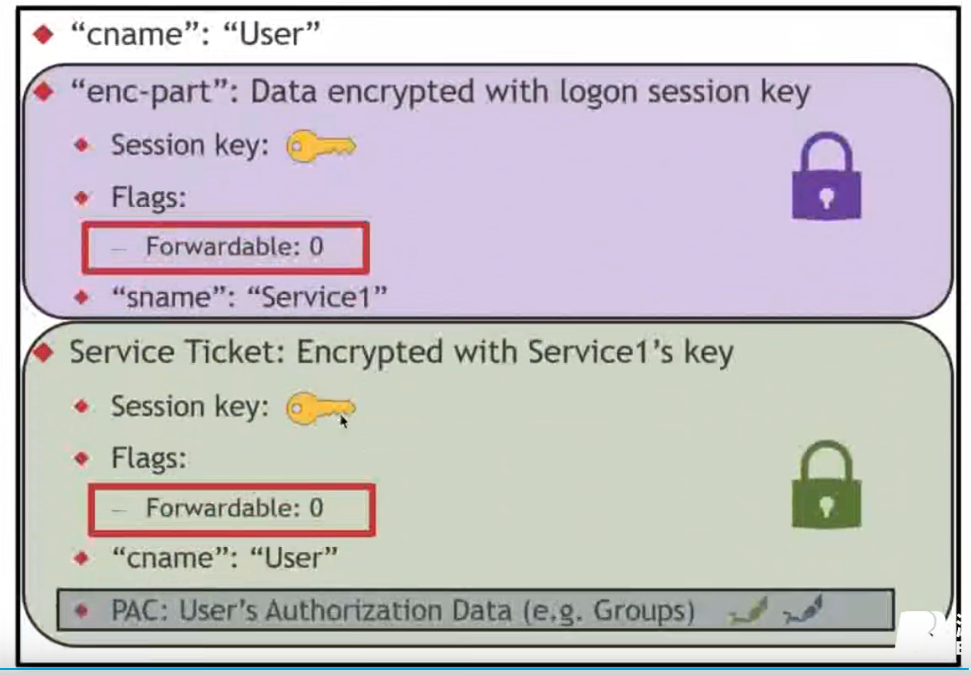 “cname”: “User”
“enc-part”: Data encrypted with logon session key
Session key:
Flags:
– Forwardable: 0
“sname”: “Service1”
Service Ticket: Encrypted with Service1’s key
Session key:
Flags:
– Forwardable: 0
“cname”: “User”
PAC: User’s Authorization Data (e.g. Groups)